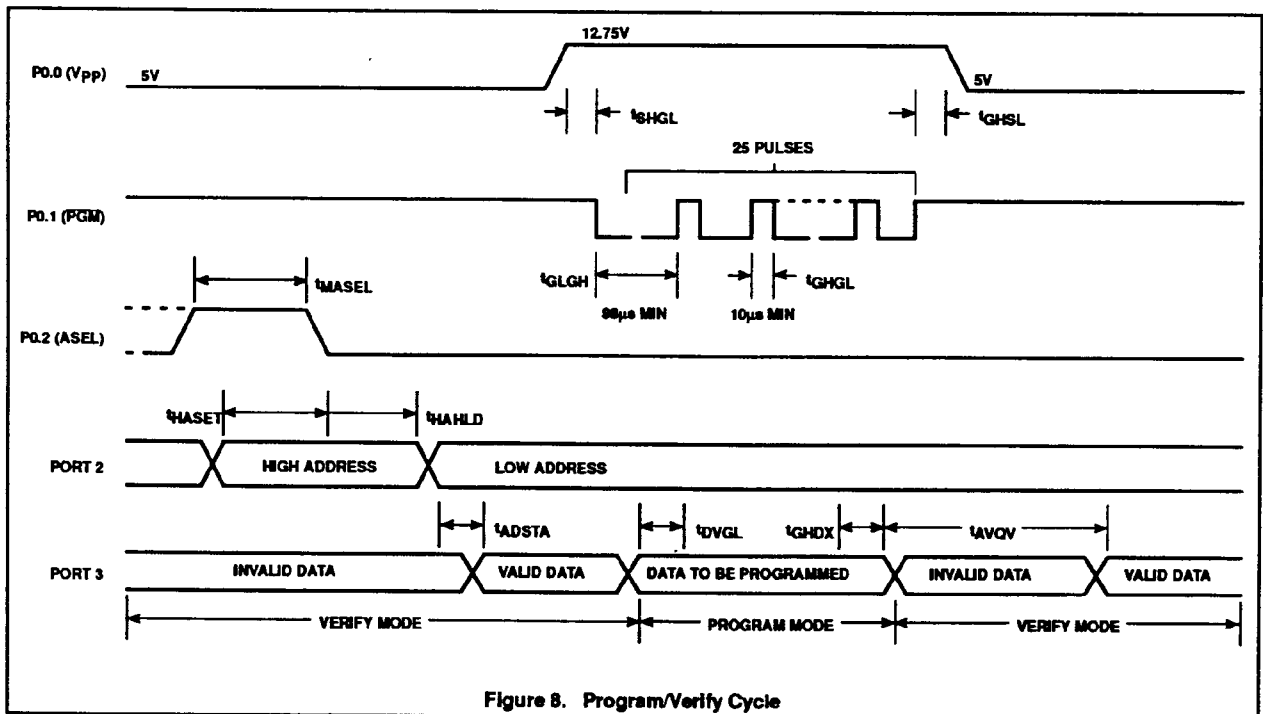 12.75V
P0.0 (VPP)
5V
5V
tSHGL
tGHSL
25 PULSES
P0.1 (PGM)
tMASEL
tGLGH
tGHGL
98µs MIN
10µs MIN
P0.2 (ASEL)
tHASET
tHAHLD
PORT 2
HIGH ADDRESS
LOW ADDRESS
tADSTA
tDVGL
tGHDX
tAVQV
PORT 3
INVALID DATA
VALID DATA
DATA TO BE PROGRAMMED
INVALID DATA
VALID DATA
VERIFY MODE
PROGRAM MODE
VERIFY MODE
Figure 8. Program/Verify Cycle